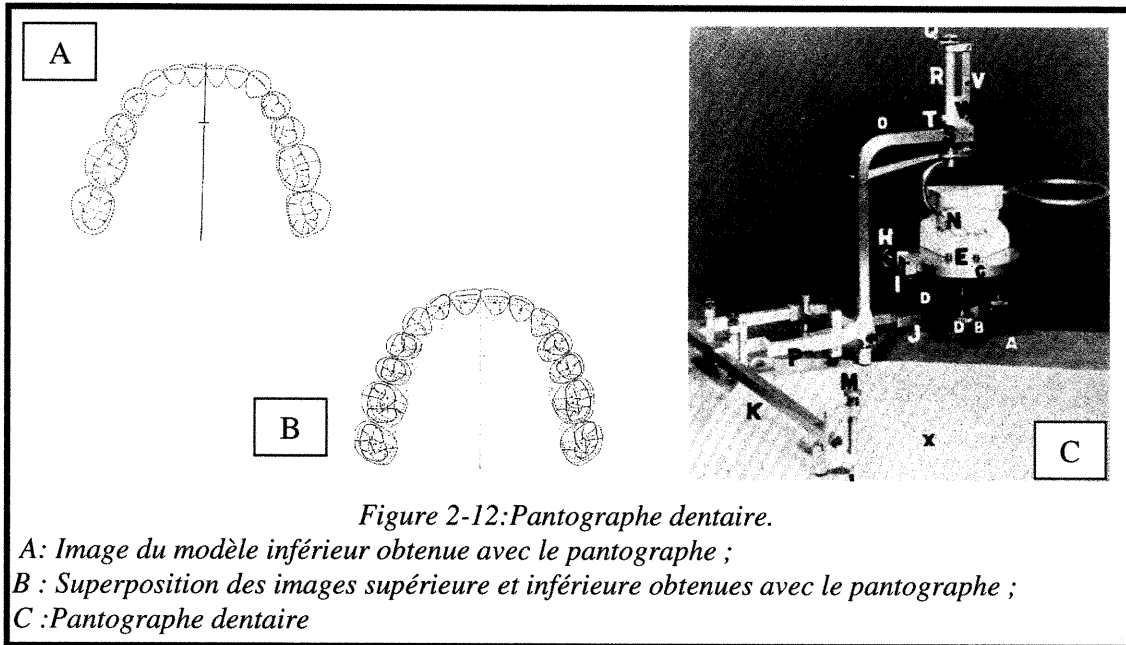 A
B
Q
R V
T
O
S
N
H
E
G
I
D
D B
J
A
P
M
K
X
C
Figure 2-12:Pantographe dentaire.
A: Image du modèle inférieur obtenue avec le pantographe ;
B : Superposition des images supérieure et inférieure obtenues avec le pantographe ;
C :Pantographe dentaire